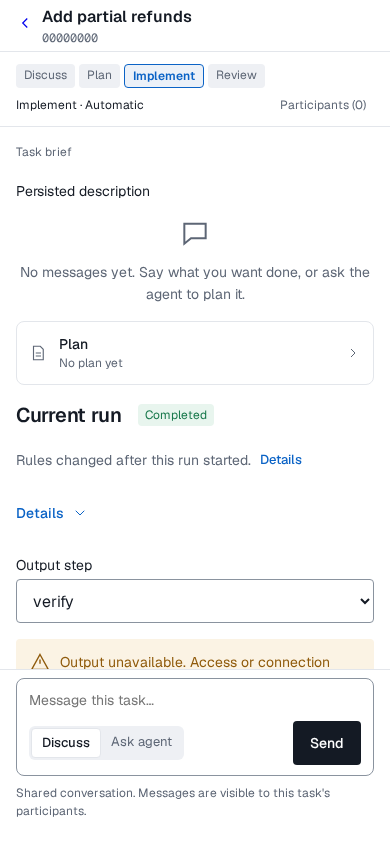 Add partial refunds
00000000
Discuss
Plan
Implement
Review
Implement · Automatic
Participants (0)
Task brief
Persisted description
No messages yet. Say what you want done, or ask the
agent to plan it.
Plan
No plan yet
Current run
Completed
Rules changed after this run started. Details
Details
Output step
verify
Output unavailable. Access or connection
Message this task...
Discuss
Ask agent
Send
Shared conversation. Messages are visible to this task's
participants.